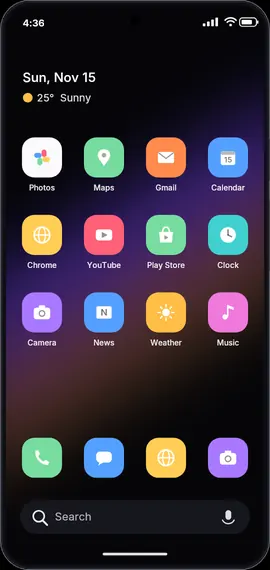 4:36
Sun, Nov 15
25° Sunny
15
Photos Maps Gmail Calendar
Chrome YouTube Play Store Clock
N
Camera News Weather Music
Search